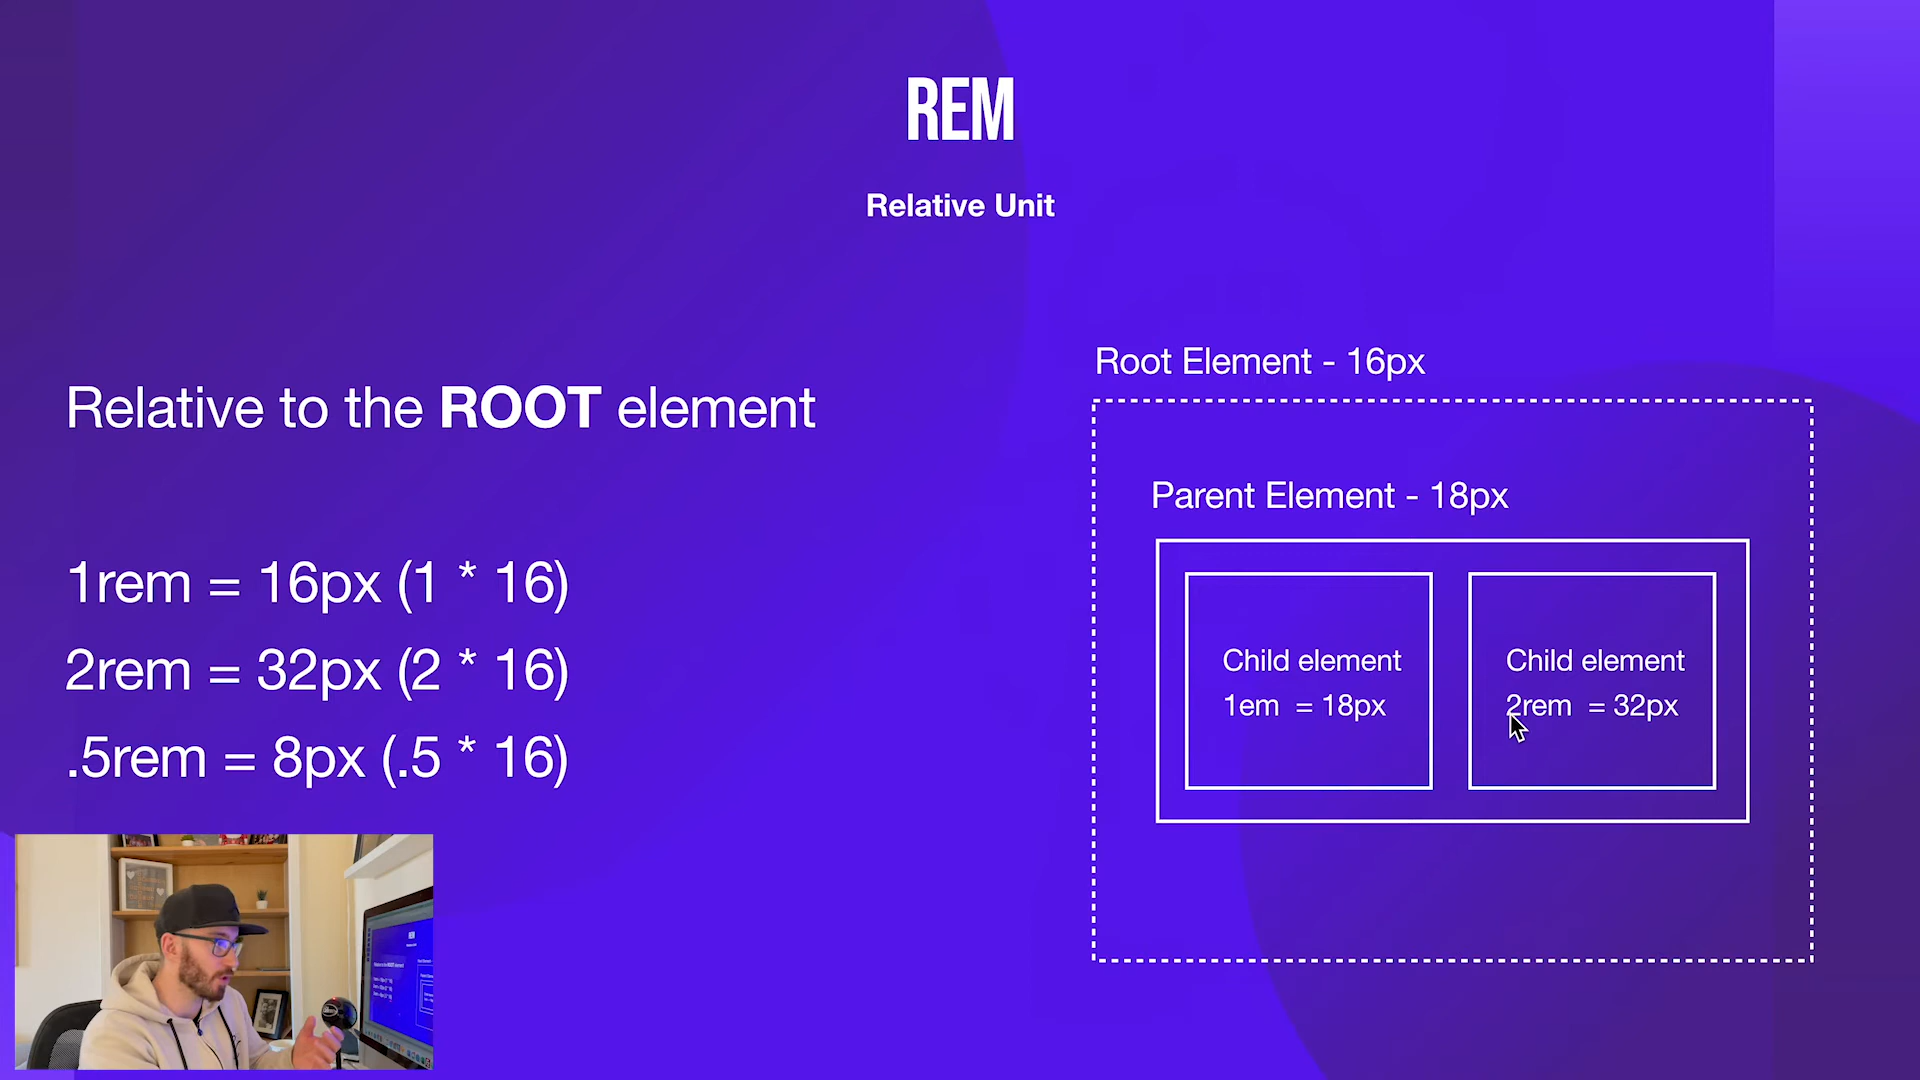 REM
Relative Unit
Relative to the ROOT element
1rem = 16px (1 * 16)
2rem = 32px (2 * 16)
.5rem = 8px (.5 * 16)
Root Element - 16px
Parent Element - 18px
Child element
1em = 18px
Child element
2rem = 32px